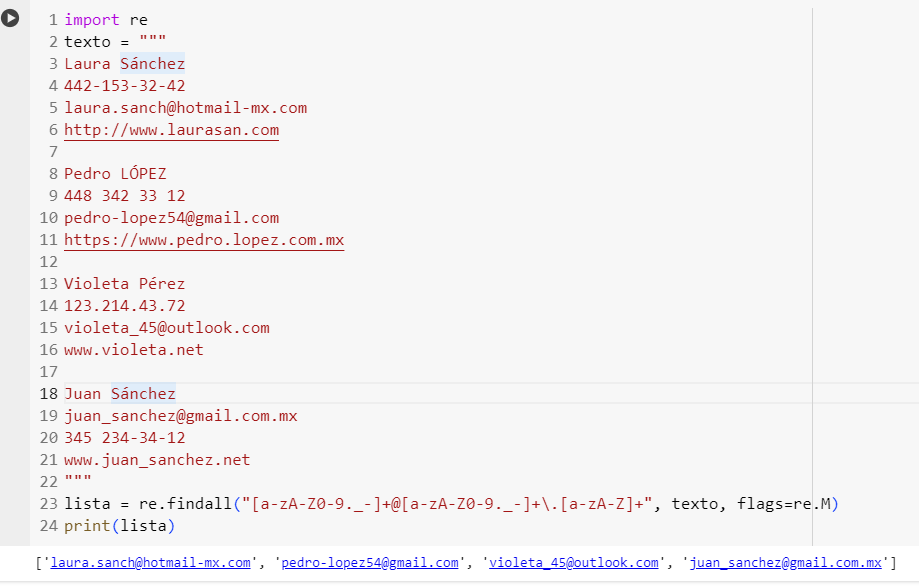 1 import re
2 texto = """
3 Laura Sánchez
4 442-153-32-42
5 laura.sanch@hotmail-mx.com
6 http://www.laurasan.com
7
8 Pedro LÓPEZ
9 448 342 33 12
10 pedro-lopez54@gmail.com
11 https://www.pedro.lopez.com.mx
12
13 Violeta Pérez
14 123.214.43.72
15 violeta_45@outlook.com
16 www.violeta.net
17
18 Juan Sánchez
19 juan_sanchez@gmail.com.mx
20 345 234-34-12
21 www.juan_sanchez.net
22 """
23 lista = re.findall("[a-zA-Z0-9._-]+@[a-zA-Z0-9._-]+\.[a-zA-Z]+", texto, flags=re.M)
24 print(lista)
['laura.sanch@hotmail-mx.com', 'pedro-lopez54@gmail.com', 'violeta_45@outlook.com', 'juan_sanchez@gmail.com.mx']